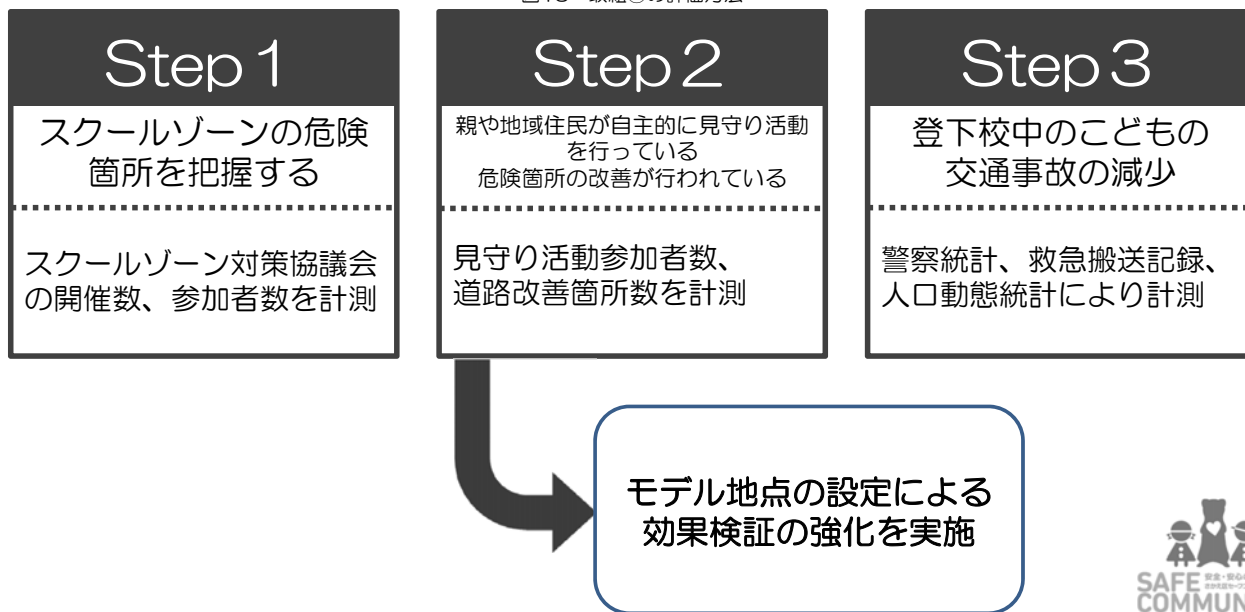 Step1
スクールゾーンの危険
箇所を把握する
スクールゾーン対策協議会
の開催数、参加者数を計測
Step2
親や地域住民が自主的に見守り活動
を行っている
危険箇所の改善が行われている
見守り活動参加者数、
道路改善箇所数を計測
Step3
登下校中のこどもの
交通事故の減少
警察統計、救急搬送記録、
人口動態統計により計測
モデル地点の設定による
効果検証の強化を実施
SAFE
COMMUN